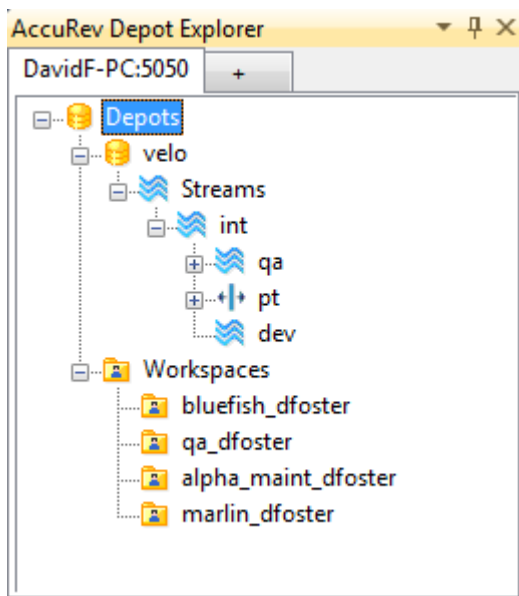 AccuRev Depot Explorer
DavidF-PC:5050 +
Depots
velo
Streams
int
qa
pt
dev
Workspaces
bluefish_dfoster
qa_dfoster
alpha_maint_dfoster
marlin_dfoster